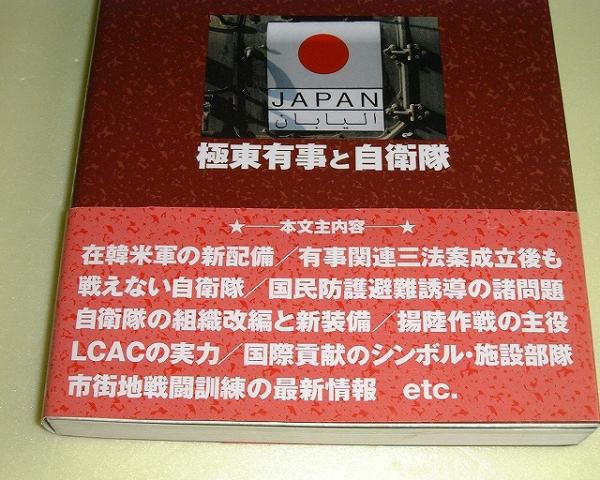 JAPAN
اليابان
極東有事と自衛隊
★―本文主内容―★
在韓米軍の新配備／有事関連三法案成立後も
戦えない自衛隊／国民防護避難誘導の諸問題
自衛隊の組織改編と新装備／揚陸作戦の主役
LCACの実力／国際貢献のシンボル・施設部隊
市街地戦闘訓練の最新情報　etc.